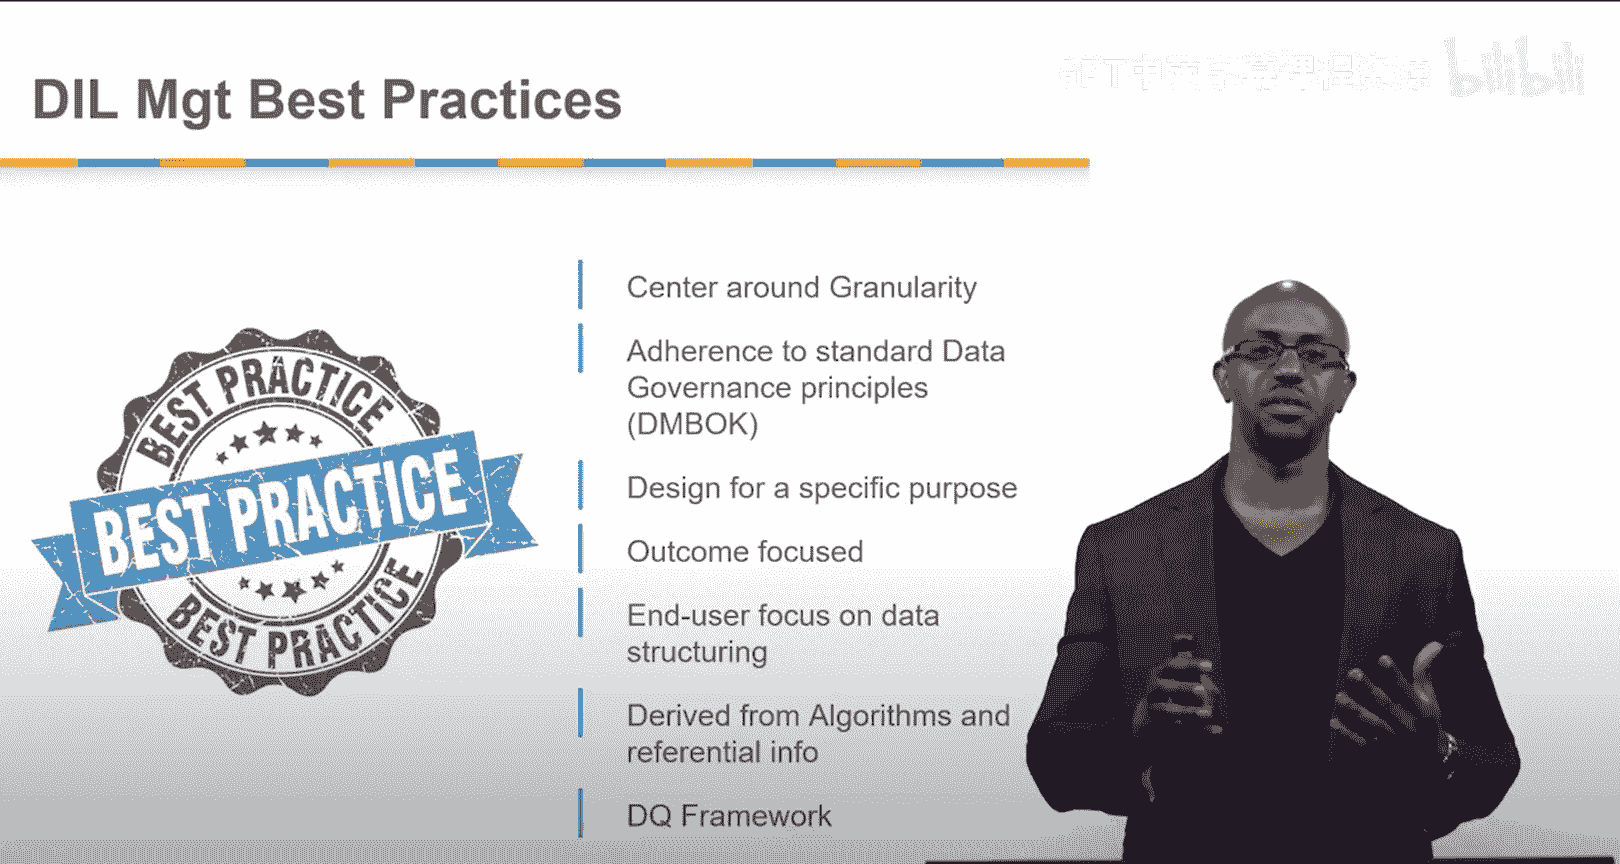 DIL Mgt Best Practices
bilibili
Center around Granularity
Adherence to standard Data
Governance principles
(DMBOK)
Design for a specific purpose
Outcome focused
End-user focus on data
structuring
Derived from Algorithms and
referential info
DQ Framework
BEST PRACTICE
BEST PRACTICE
BEST PRACTICE